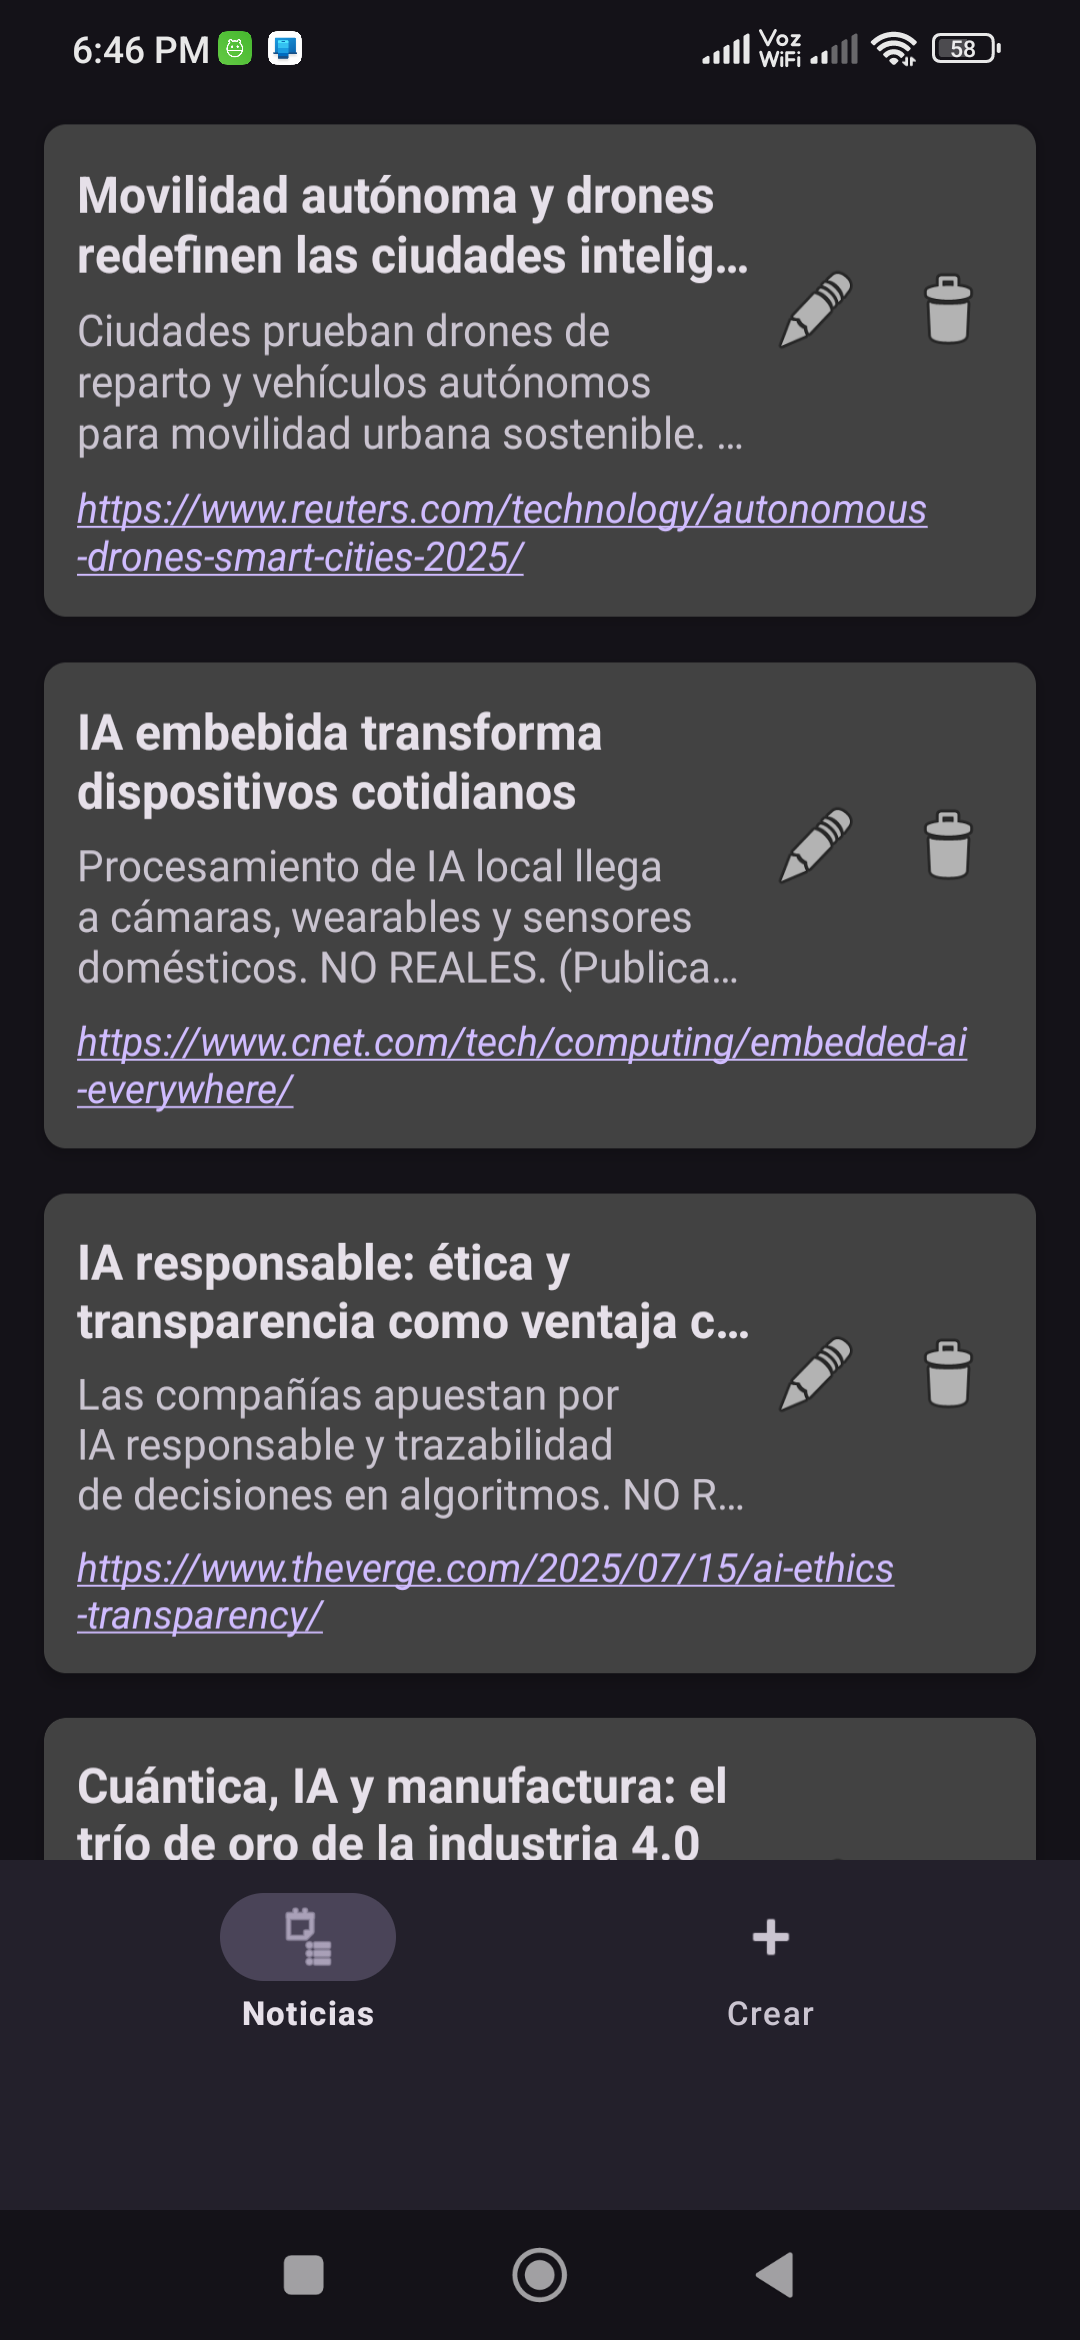 6:46 PM
Voz
WiFi
58
Movilidad autónoma y drones
redefinen las ciudades intelig...
Ciudades prueban drones de
reparto y vehículos autónomos
para movilidad urbana sostenible. ...
https://www.reuters.com/technology/autonomous
-drones-smart-cities-2025/
IA embebida transforma
dispositivos cotidianos
Procesamiento de IA local llega
a cámaras, wearables y sensores
domésticos. NO REALES. (Publica...
https://www.cnet.com/tech/computing/embedded-ai
-everywhere/
IA responsable: ética y
transparencia como ventaja c...
Las compañías apuestan por
IA responsable y trazabilidad
de decisiones en algoritmos. NO R...
https://www.theverge.com/2025/07/15/ai-ethics
-transparency/
Cuántica, IA y manufactura: el
trío de oro de la industria 4.0
Noticias
Crear